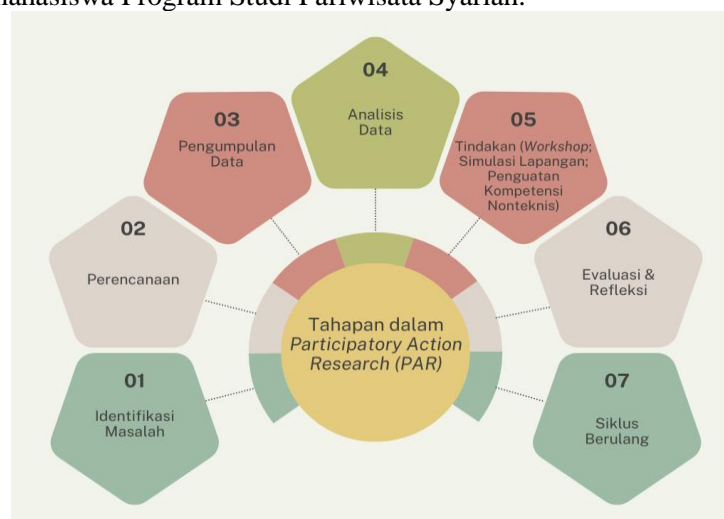 mahasiswa Program Studi Pariwisata Syariah.
04
Analisis
Data
03
Pengumpulan
Data
05
Tindakan (Workshop;
Simulasi Lapangan;
Penguatan
Kompetensi
Nonteknis)
02
Perencanaan
06
Evaluasi &
Refleksi
Tahapan dalam
Participatory Action
Research (PAR)
01
Identifikasi
Masalah
07
Siklus
Berulang